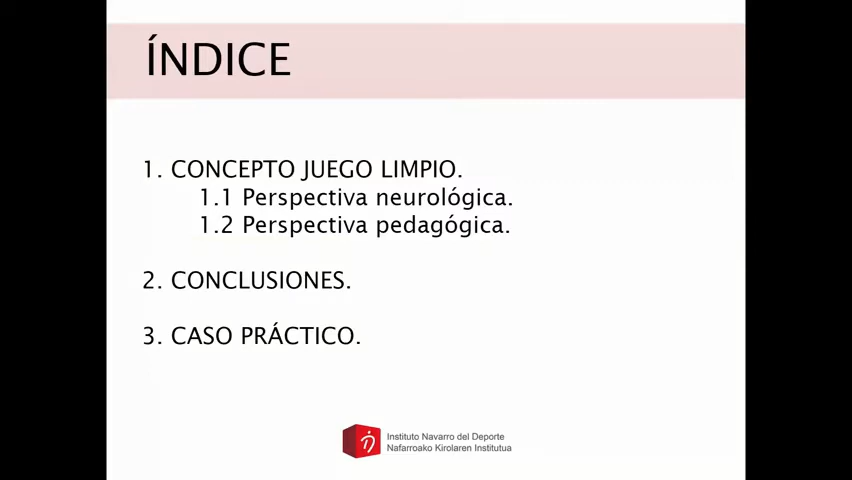 ÍNDICE
1. CONCEPTO JUEGO LIMPIO.
1.1 Perspectiva neurológica.
1.2 Perspectiva pedagógica.
2. CONCLUSIONES.
3. CASO PRÁCTICO.
Instituto Navarro del Deporte
Nafarroako Kirolaren Institutua